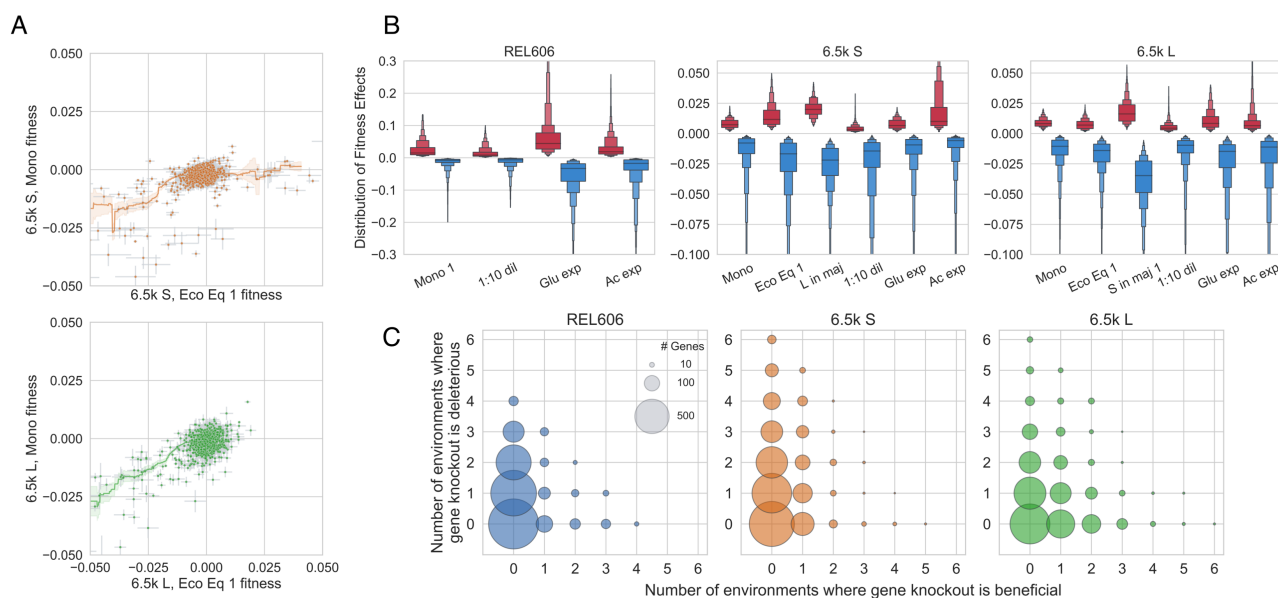 A
0.050
0.025
0.000
−0.025
−0.050
6.5k S, Mono fitness
6.5k S, Eco Eq 1 fitness
0.050
0.025
0.000
−0.025
−0.050
6.5k L, Mono fitness
−0.050 −0.025 0.000 0.025 0.050
6.5k L, Eco Eq 1 fitness
B
Distribution of Fitness Effects
REL606
0.3
0.2
0.1
0.0
−0.1
−0.2
−0.3
Mono 1 1:10 dil Glu exp Ac exp
6.5k S
0.050
0.025
0.000
−0.025
−0.050
−0.075
−0.100
Mono Eco Eq 1 L in maj 1:10 dil Glu exp Ac exp
6.5k L
0.050
0.025
0.000
−0.025
−0.050
−0.075
−0.100
Mono Eco Eq 1 S in maj 1 1:10 dil Glu exp Ac exp
C
Number of environments where
gene knockout is deleterious
REL606
6
5
4
3
2
1
0
# Genes
10
100
500
0 1 2 3 4 5 6
6.5k S
6
5
4
3
2
1
0
0 1 2 3 4 5 6
6.5k L
6
5
4
3
2
1
0
0 1 2 3 4 5 6
Number of environments where gene knockout is beneficial